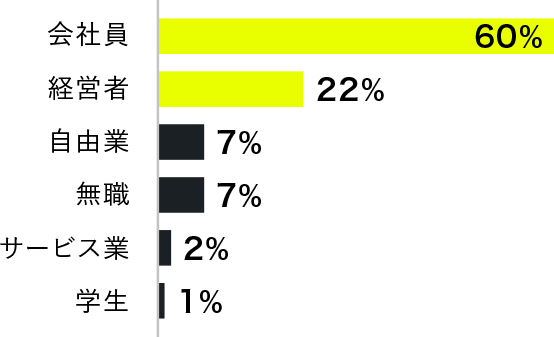 会社員 60%
経営者 22%
自由業 7%
無職 7%
サービス業 2%
学生 1%